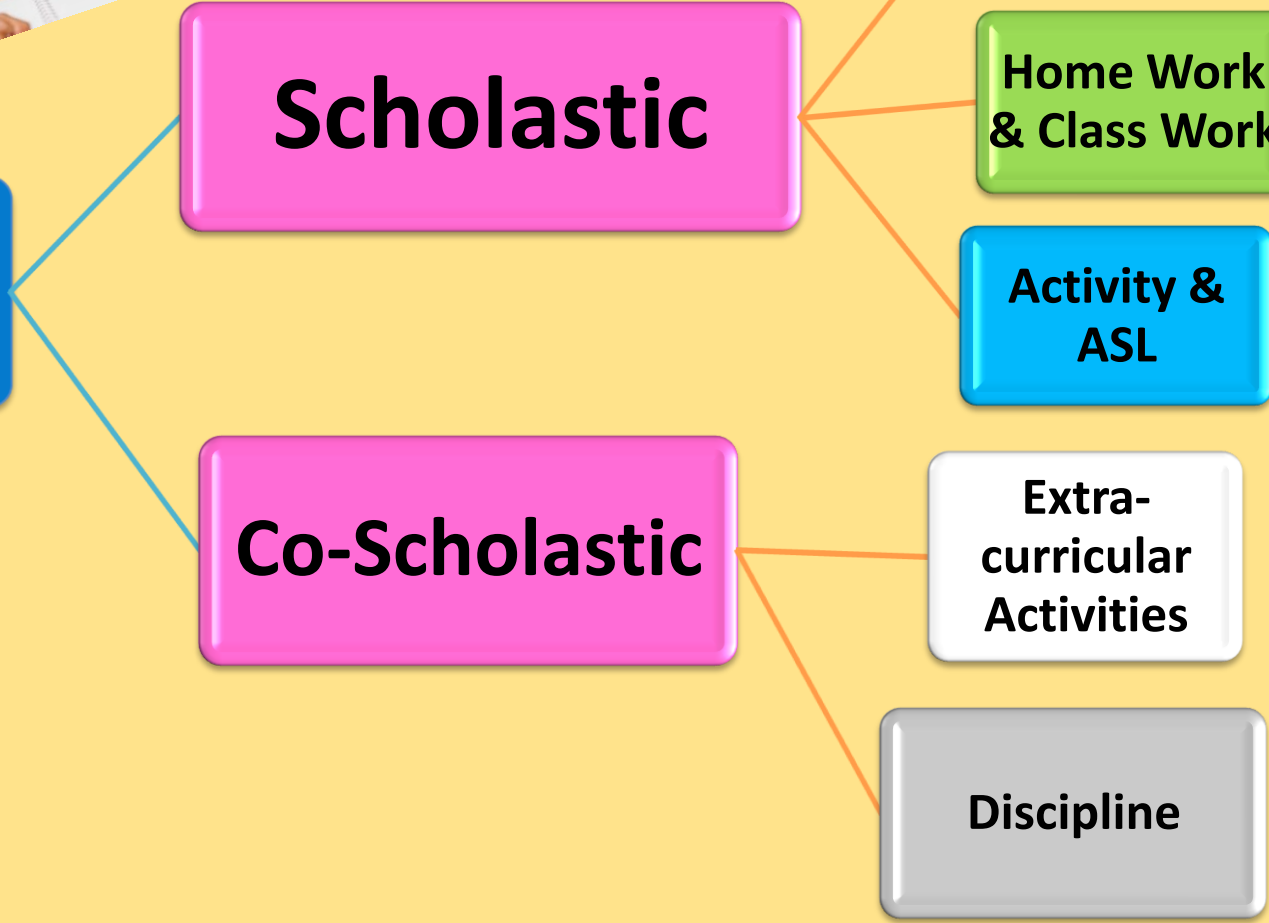 Scholastic
Home Work
& Class Work
Activity &
ASL
Co-Scholastic
Extra-
curricular
Activities
Discipline